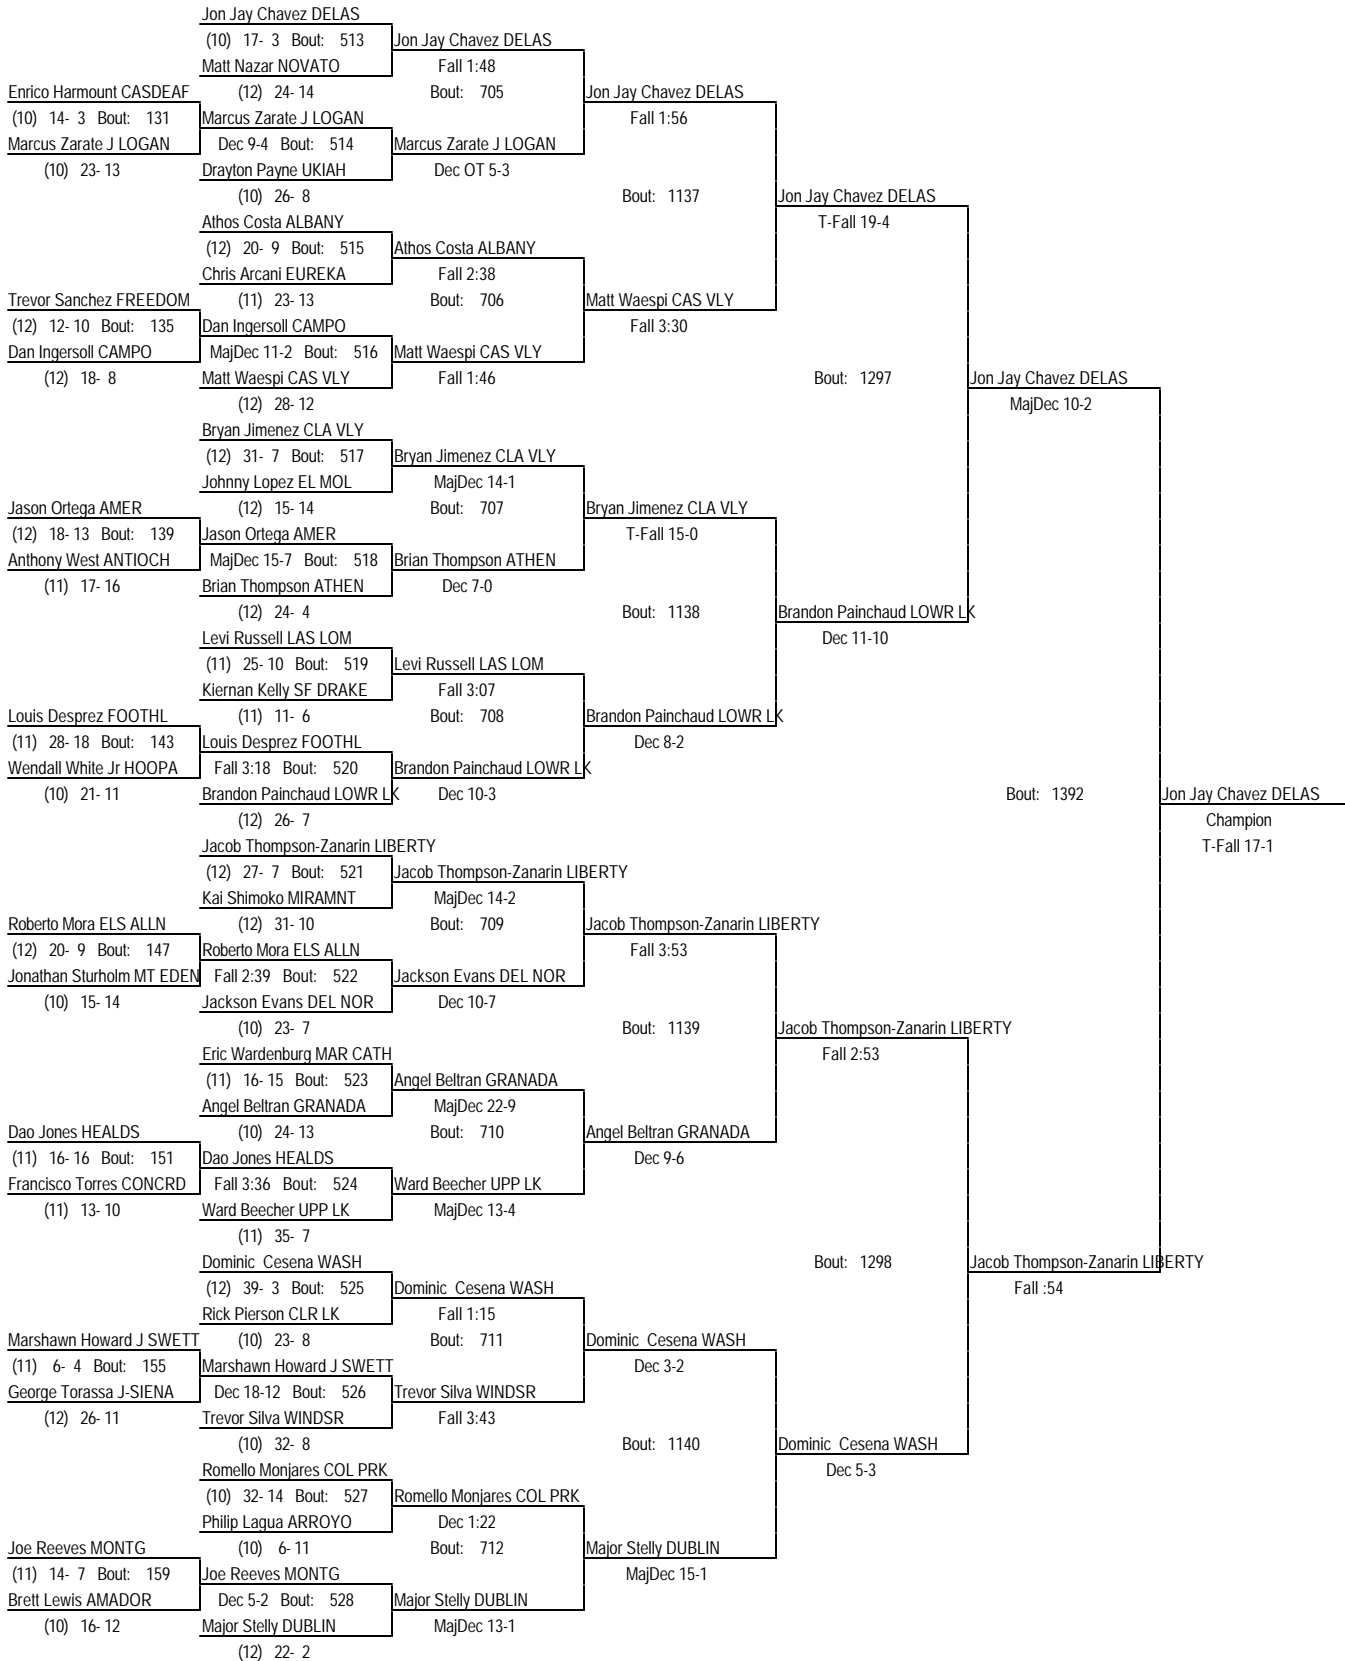 Jon Jay Chavez DELAS
(10) 17- 3 Bout: 513 Jon Jay Chavez DELAS
Matt Nazar NOVATO Fall 1:48
Enrico Harmount CASDEAF (12) 24- 14 Bout: 705 Jon Jay Chavez DELAS
(10) 14- 3 Bout: 131 Marcus Zarate J LOGAN Fall 1:56
Marcus Zarate J LOGAN Dec 9-4 Bout: 514 Marcus Zarate J LOGAN
(10) 23- 13 Drayton Payne UKIAH Dec OT 5-3
(10) 26- 8 Bout: 1137 Jon Jay Chavez DELAS
Athos Costa ALBANY T-Fall 19-4
(12) 20- 9 Bout: 515 Athos Costa ALBANY
Chris Arcani EUREKA Fall 2:38
Trevor Sanchez FREEDOM (11) 23- 13 Bout: 706 Matt Waespi CAS VLY
(12) 12- 10 Bout: 135 Dan Ingersoll CAMPO Fall 3:30
Dan Ingersoll CAMPO MajDec 11-2 Bout: 516 Matt Waespi CAS VLY
(12) 18- 8 Matt Waespi CAS VLY Fall 1:46 Bout: 1297 Jon Jay Chavez DELAS
(12) 28- 12 MajDec 10-2
Bryan Jimenez CLA VLY
(12) 31- 7 Bout: 517 Bryan Jimenez CLA VLY
Johnny Lopez EL MOL MajDec 14-1
Jason Ortega AMER (12) 15- 14 Bout: 707 Bryan Jimenez CLA VLY
(12) 18- 13 Bout: 139 Jason Ortega AMER T-Fall 15-0
Anthony West ANTIOCH MajDec 15-7 Bout: 518 Brian Thompson ATHEN
(11) 17- 16 Brian Thompson ATHEN Dec 7-0
(12) 24- 4 Bout: 1138 Brandon Painchaud LOWR LK
Levi Russell LAS LOM Dec 11-10
(11) 25- 10 Bout: 519 Levi Russell LAS LOM
Kiernan Kelly SF DRAKE Fall 3:07
Louis Desprez FOOTHL (11) 11- 6 Bout: 708 Brandon Painchaud LOWR LK
(11) 28- 18 Bout: 143 Louis Desprez FOOTHL Dec 8-2
Wendall White Jr HOOPA Fall 3:18 Bout: 520 Brandon Painchaud LOWR LK
(10) 21- 11 Brandon Painchaud LOWR LK Dec 10-3 Bout: 1392 Jon Jay Chavez DELAS
(12) 26- 7 Champion
Jacob Thompson-Zanarin LIBERTY T-Fall 17-1
(12) 27- 7 Bout: 521 Jacob Thompson-Zanarin LIBERTY
Kai Shimoko MIRAMNT MajDec 14-2
Roberto Mora ELS ALLN (12) 31- 10 Bout: 709 Jacob Thompson-Zanarin LIBERTY
(12) 20- 9 Bout: 147 Roberto Mora ELS ALLN Fall 3:53
Jonathan Sturholm MT EDEN Fall 2:39 Bout: 522 Jackson Evans DEL NOR
(10) 15- 14 Jackson Evans DEL NOR Dec 10-7
(10) 23- 7 Bout: 1139 Jacob Thompson-Zanarin LIBERTY
Eric Wardenburg MAR CATH Fall 2:53
(11) 16- 15 Bout: 523 Angel Beltran GRANADA
Angel Beltran GRANADA MajDec 22-9
Dao Jones HEALDS (10) 24- 13 Bout: 710 Angel Beltran GRANADA
(11) 16- 16 Bout: 151 Dao Jones HEALDS Dec 9-6
Francisco Torres CONCRD Fall 3:36 Bout: 524 Ward Beecher UPP LK
(11) 13- 10 Ward Beecher UPP LK MajDec 13-4
(11) 35- 7
Dominic Cesena WASH Bout: 1298 Jacob Thompson-Zanarin LIBERTY
(12) 39- 3 Bout: 525 Dominic Cesena WASH Fall :54
Rick Pierson CLR LK Fall 1:15
Marshawn Howard J SWETT (10) 23- 8 Bout: 711 Dominic Cesena WASH
(11) 6- 4 Bout: 155 Marshawn Howard J SWETT Dec 3-2
George Torassa J-SIENA Dec 18-12 Bout: 526 Trevor Silva WINDSR
(12) 26- 11 Trevor Silva WINDSR Fall 3:43
(10) 32- 8 Bout: 1140 Dominic Cesena WASH
Romello Monjares COL PRK Dec 5-3
(10) 32- 14 Bout: 527 Romello Monjares COL PRK
Philip Lagua ARROYO Dec 1:22
Joe Reeves MONTG (10) 6- 11 Bout: 712 Major Stelly DUBLIN
(11) 14- 7 Bout: 159 Joe Reeves MONTG MajDec 15-1
Brett Lewis AMADOR Dec 5-2 Bout: 528 Major Stelly DUBLIN
(10) 16- 12 Major Stelly DUBLIN MajDec 13-1
(12) 22- 2